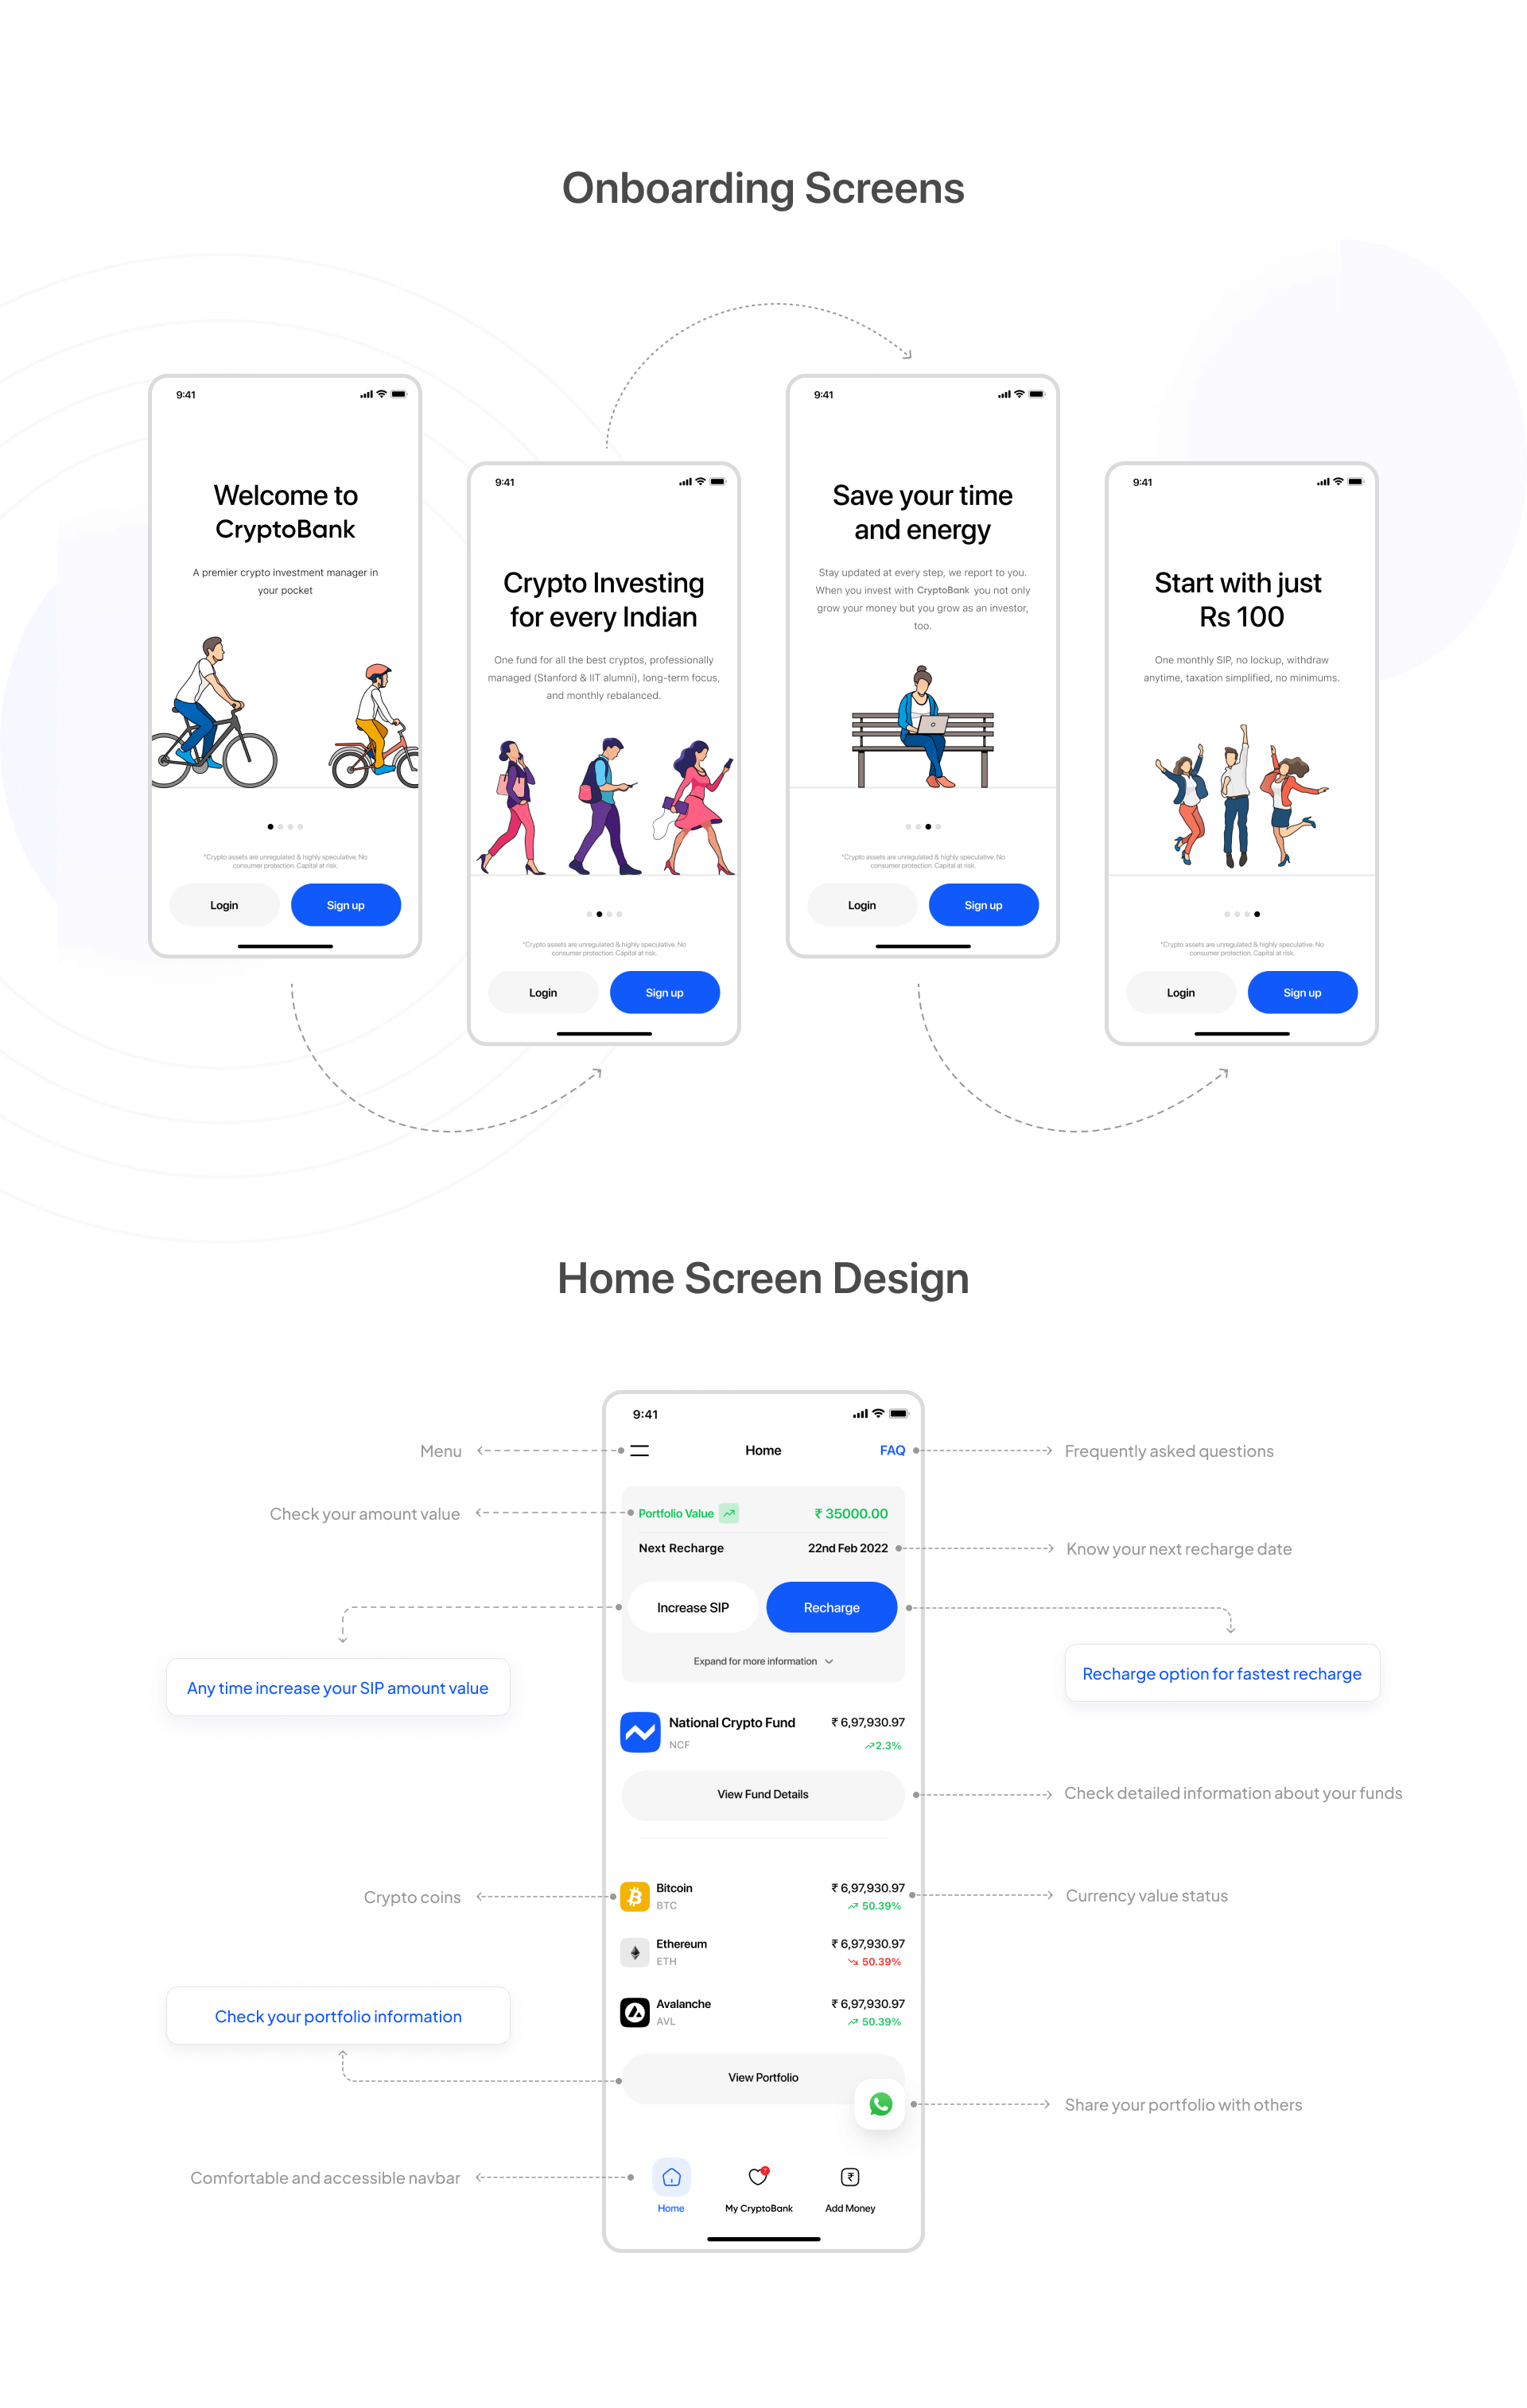 Onboarding Screens
9:41
Welcome to
CryptoBank
A premier crypto investment manager in
your pocket
*Crypto assets are unregulated & highly speculative. No
consumer protection. Capital at risk.
Login
Sign up
9:41
Crypto Investing
for every Indian
One fund for all the best cryptos, professionally
managed (Stanford & IIT alumni), long-term focus,
and monthly rebalanced.
*Crypto assets are unregulated & highly speculative. No
consumer protection. Capital at risk.
Login
Sign up
9:41
Save your time
and energy
Stay updated at every step, we report to you.
When you invest with CryptoBank you not only
grow your money but you grow as an investor,
too.
*Crypto assets are unregulated & highly speculative. No
consumer protection. Capital at risk.
Login
Sign up
9:41
Start with just
Rs 100
One monthly SIP, no lockup, withdraw
anytime, taxation simplified, no minimums.
*Crypto assets are unregulated & highly speculative. No
consumer protection. Capital at risk.
Login
Sign up
Home Screen Design
9:41
Menu
Home
FAQ
Frequently asked questions
Check your amount value
Portfolio Value
₹ 35000.00
Next Recharge
22nd Feb 2022
Know your next recharge date
Increase SIP
Recharge
Any time increase your SIP amount value
Recharge option for fastest recharge
Expand for more information
National Crypto Fund
₹ 6,97,930.97
NCF
2.3%
View Fund Details
Check detailed information about your funds
Crypto coins
Bitcoin
₹ 6,97,930.97
BTC
50.39%
Currency value status
Ethereum
₹ 6,97,930.97
ETH
50.39%
Avalanche
₹ 6,97,930.97
AVL
50.39%
Check your portfolio information
View Portfolio
Share your portfolio with others
Comfortable and accessible navbar
Home
My CryptoBank
Add Money